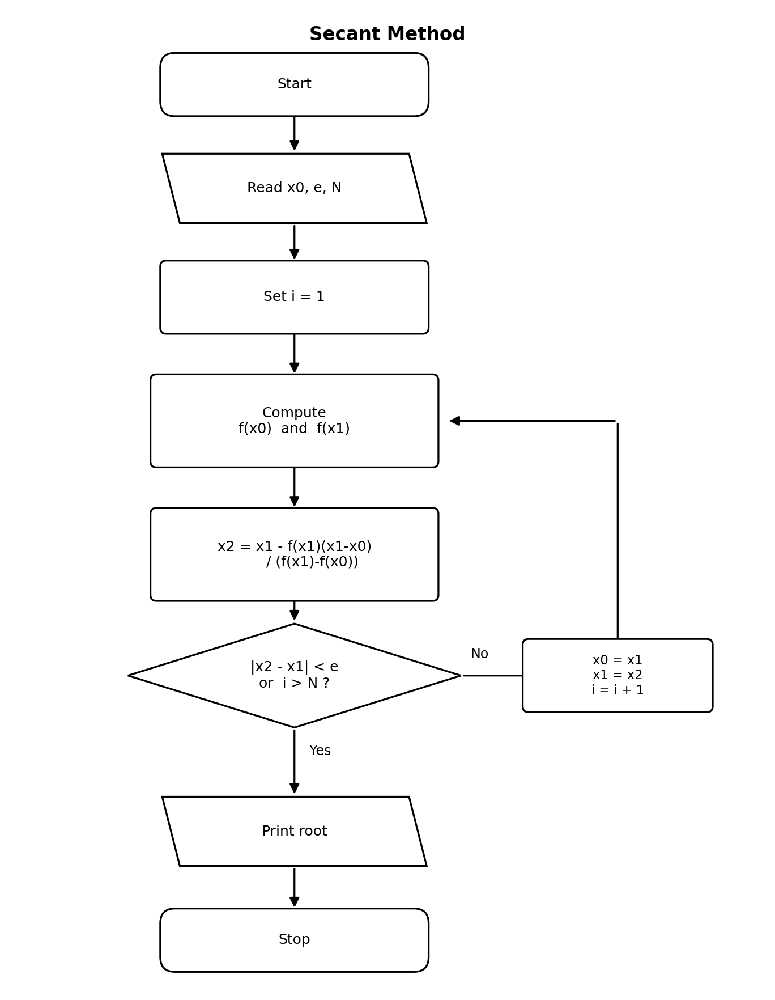 Secant Method
Start
Read x0, e, N
Set i = 1
Compute
f(x0)  and  f(x1)
x2 = x1 - f(x1)(x1-x0)
/ (f(x1)-f(x0))
|x2 - x1| < e
or  i > N ?
No
x0 = x1
x1 = x2
i = i + 1
Yes
Print root
Stop